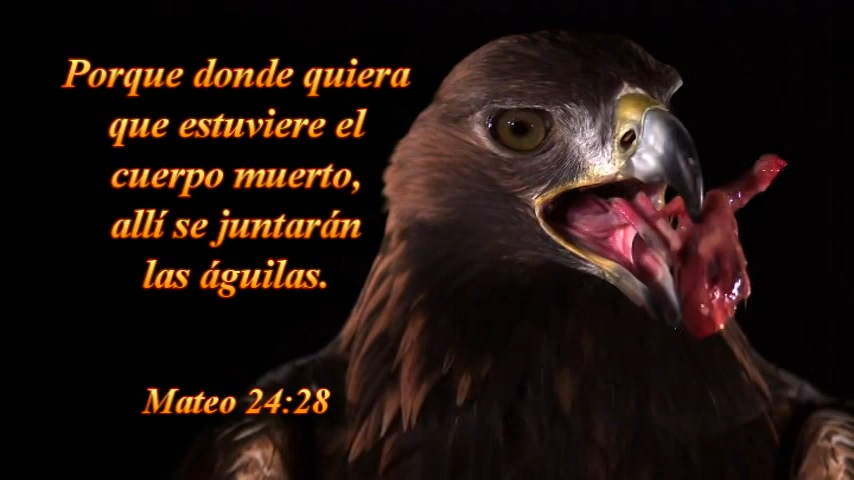 Porque donde quiera
que estuviere el
cuerpo muerto,
allí se juntarán
las águilas.
Mateo 24:28